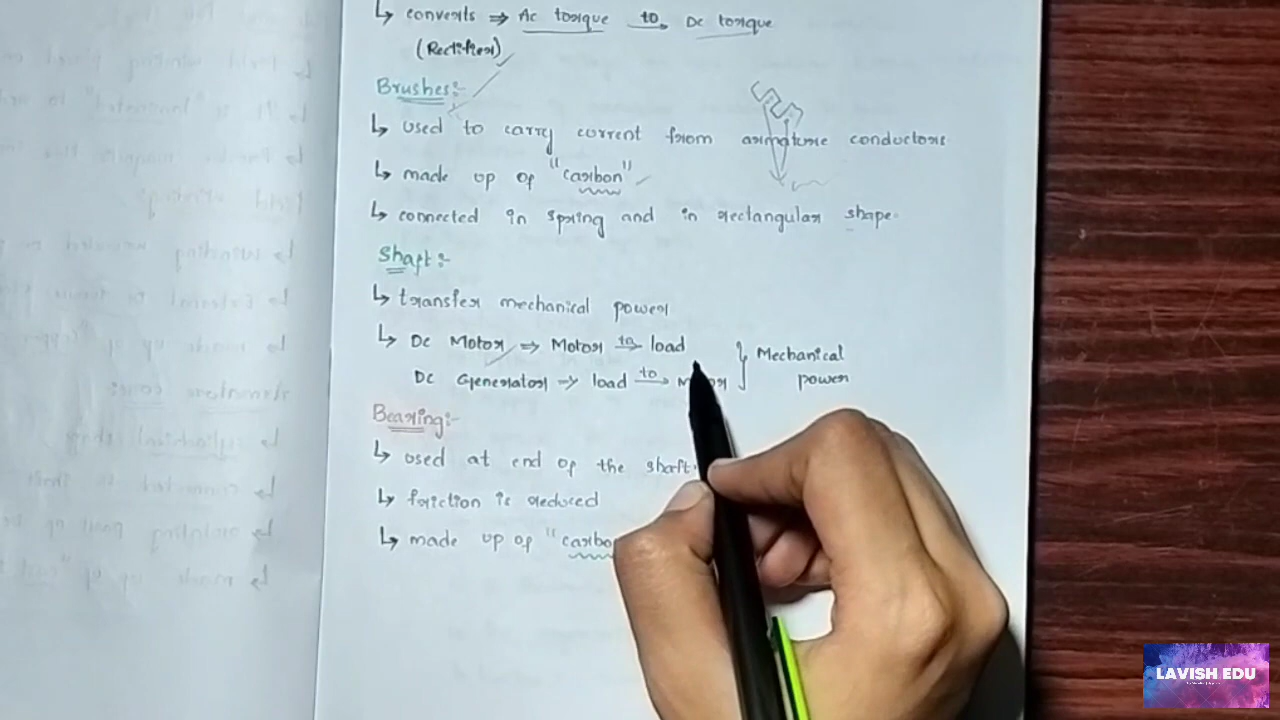 ↳ converts ⇒ Ac torque to→ Dc torque
(Rectifier)
Brushes:-
↳ used to carry current from armature conductors
↳ made up of "carbon"
↳ connected in spring and in rectangular shape.
Shaft:-
↳ transfer mechanical power
↳ Dc Motor ⇒ Motor to→ load
Dc Generator ⇒ load to→
} Mechanical power
Bearing:-
↳ used at end of the shaft.
↳ friction is reduced
↳ made up of
LAVISH EDU